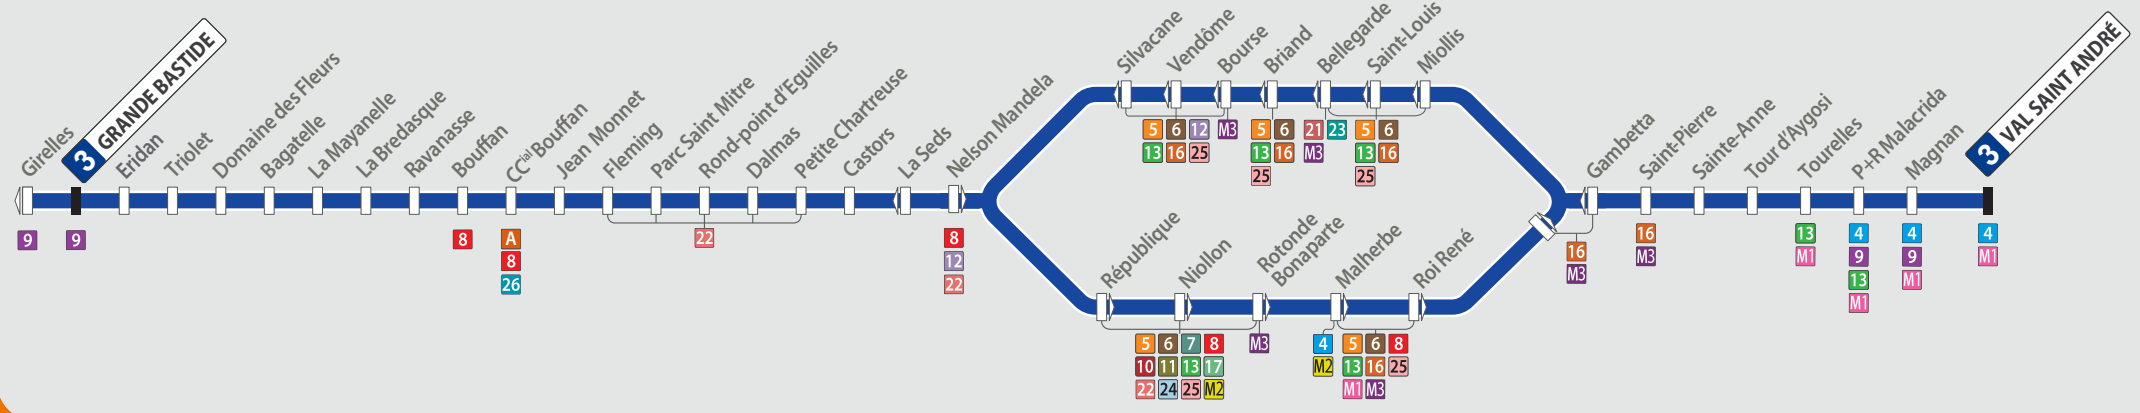 Girelles
3 GRANDE BASTIDE
Eridan
Triolet
Domaine des Fleurs
Bagatelle
La Mayanelle
La Bredasque
Ravanasse
Bouffan
CCial Bouffan
Jean Monnet
Fleming
Parc Saint Mitre
Rond-point d'Eguilles
Dalmas
Petite Chartreuse
Castors
La Seds
Nelson Mandela
9
9
8
A
8
26
22
8
12
22
Silvacane
Vendôme
Bourse
Briand
Bellegarde
Saint-Louis
Miollis
5 6 12 M3
13 16 25
5 6
13 16
25
21 23
M3
5 6
13 16
25
République
Niollon
Rotonde
Bonaparte
Malherbe
Roi René
5 6 7 8
10 11 13 17
22 24 25 M2
M3
4
M2
5 6 8
13 16 25
M1 M3
Gambetta
Saint-Pierre
Sainte-Anne
Tour d'Aygosi
Tourelles
P+R Malacrida
Magnan
3 VAL SAINT ANDRÉ
16
M3
16
M3
13
M1
4
9
13
M1
4
9
M1
4
M1